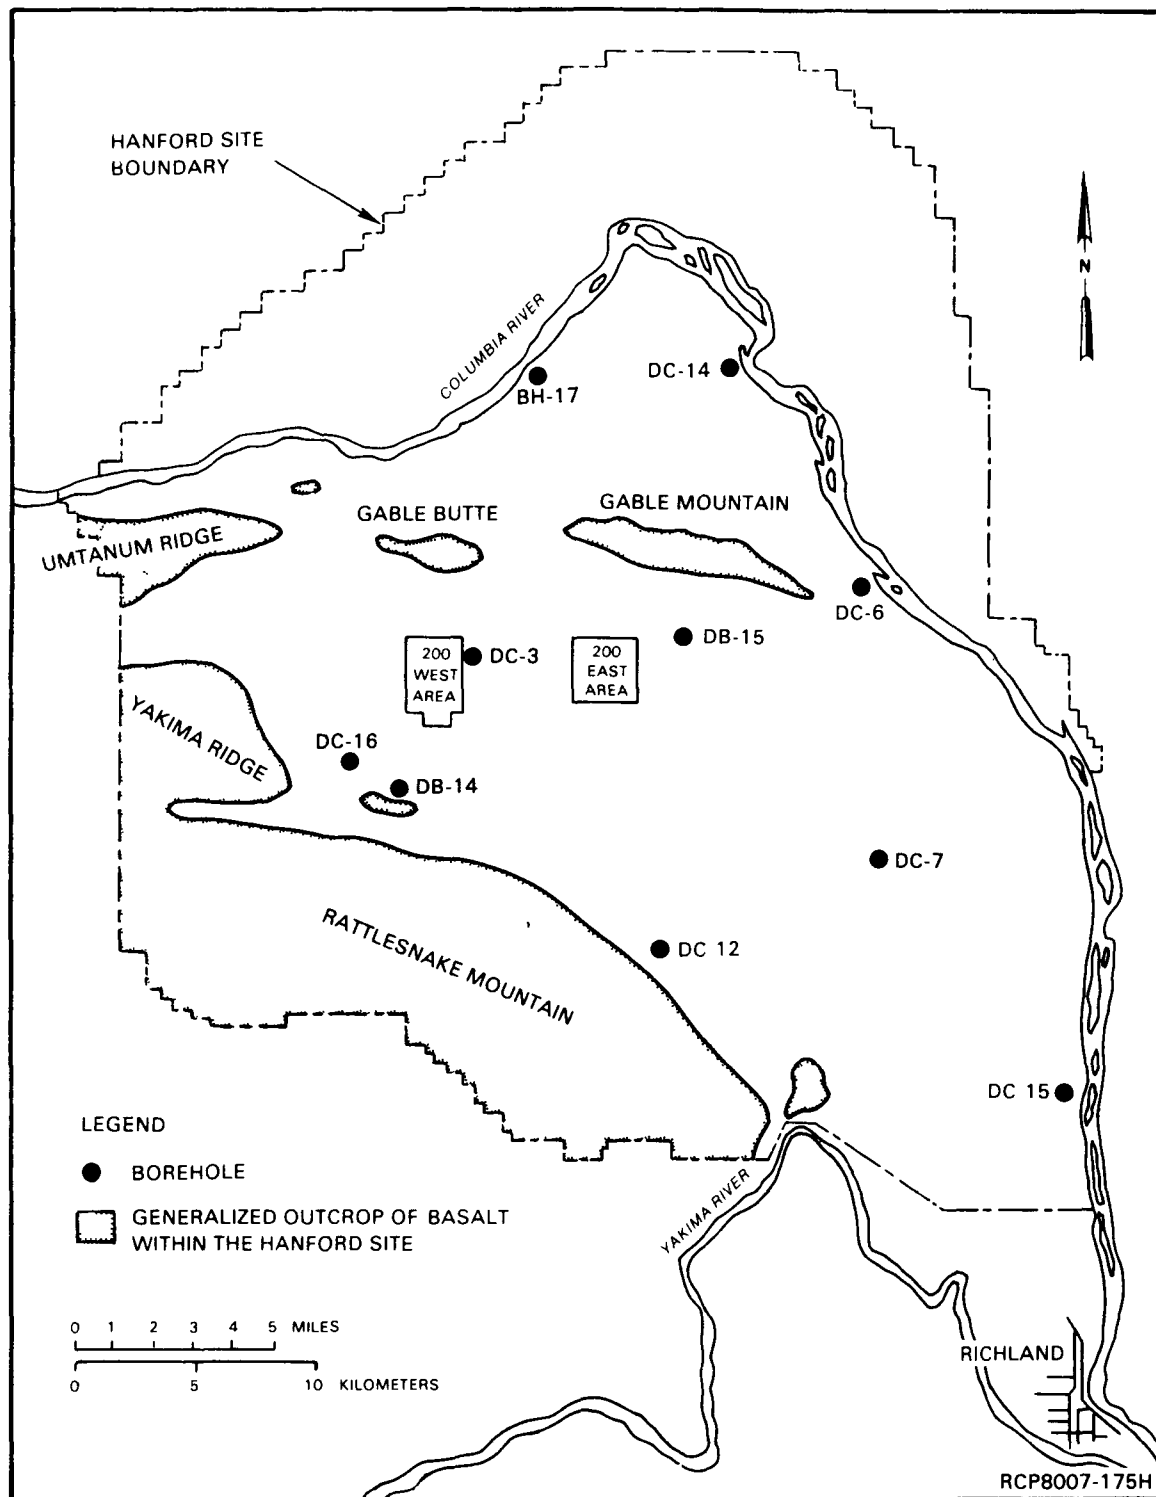 HANFORD SITE
BOUNDARY
N
COLUMBIA RIVER
DC-14
BH-17
GABLE MOUNTAIN
GABLE BUTTE
UMTANUM RIDGE
DC-6
DB-15
200
WEST
AREA
DC-3
200
EAST
AREA
YAKIMA RIDGE
DC-16
DB-14
DC-7
RATTLESNAKE MOUNTAIN
DC 12
DC 15
LEGEND
BOREHOLE
GENERALIZED OUTCROP OF BASALT
WITHIN THE HANFORD SITE
YAKIMA RIVER
0 1 2 3 4 5 MILES
0 5 10 KILOMETERS
RICHLAND
RCP8007-175H